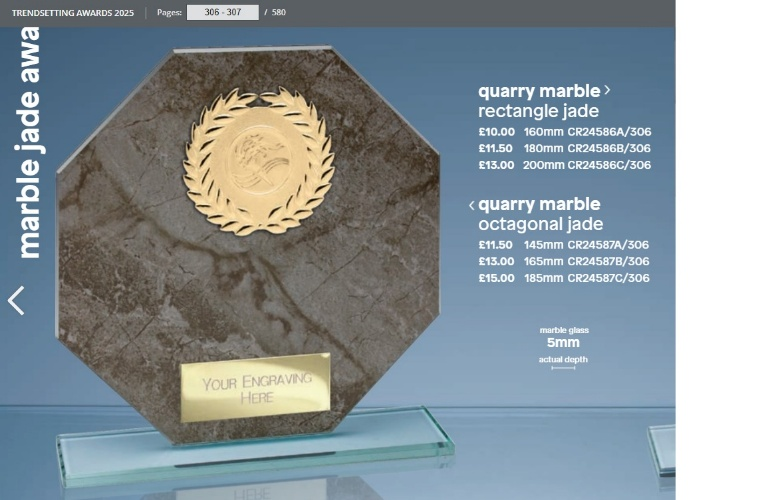 TRENDSETTING AWARDS 2025
Pages: 306 - 307 / 580
marble jade awa
quarry marble
rectangle jade
£10.00 160mm CR24586A/306
£11.50 180mm CR24586B/306
£13.00 200mm CR24586C/306
quarry marble
octagonal jade
£11.50 145mm CR24587A/306
£13.00 165mm CR24587B/306
£15.00 185mm CR24587C/306
marble glass
5mm
actual depth
YOUR ENGRAVING
HERE